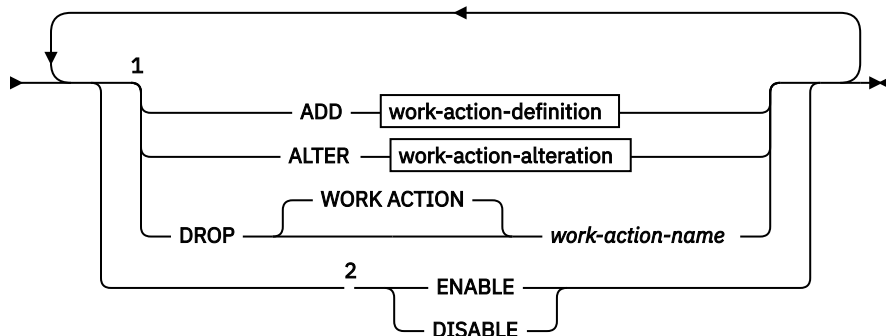 1
ADD work-action-definition
ALTER work-action-alteration
WORK ACTION
DROP work-action-name
2
ENABLE
DISABLE